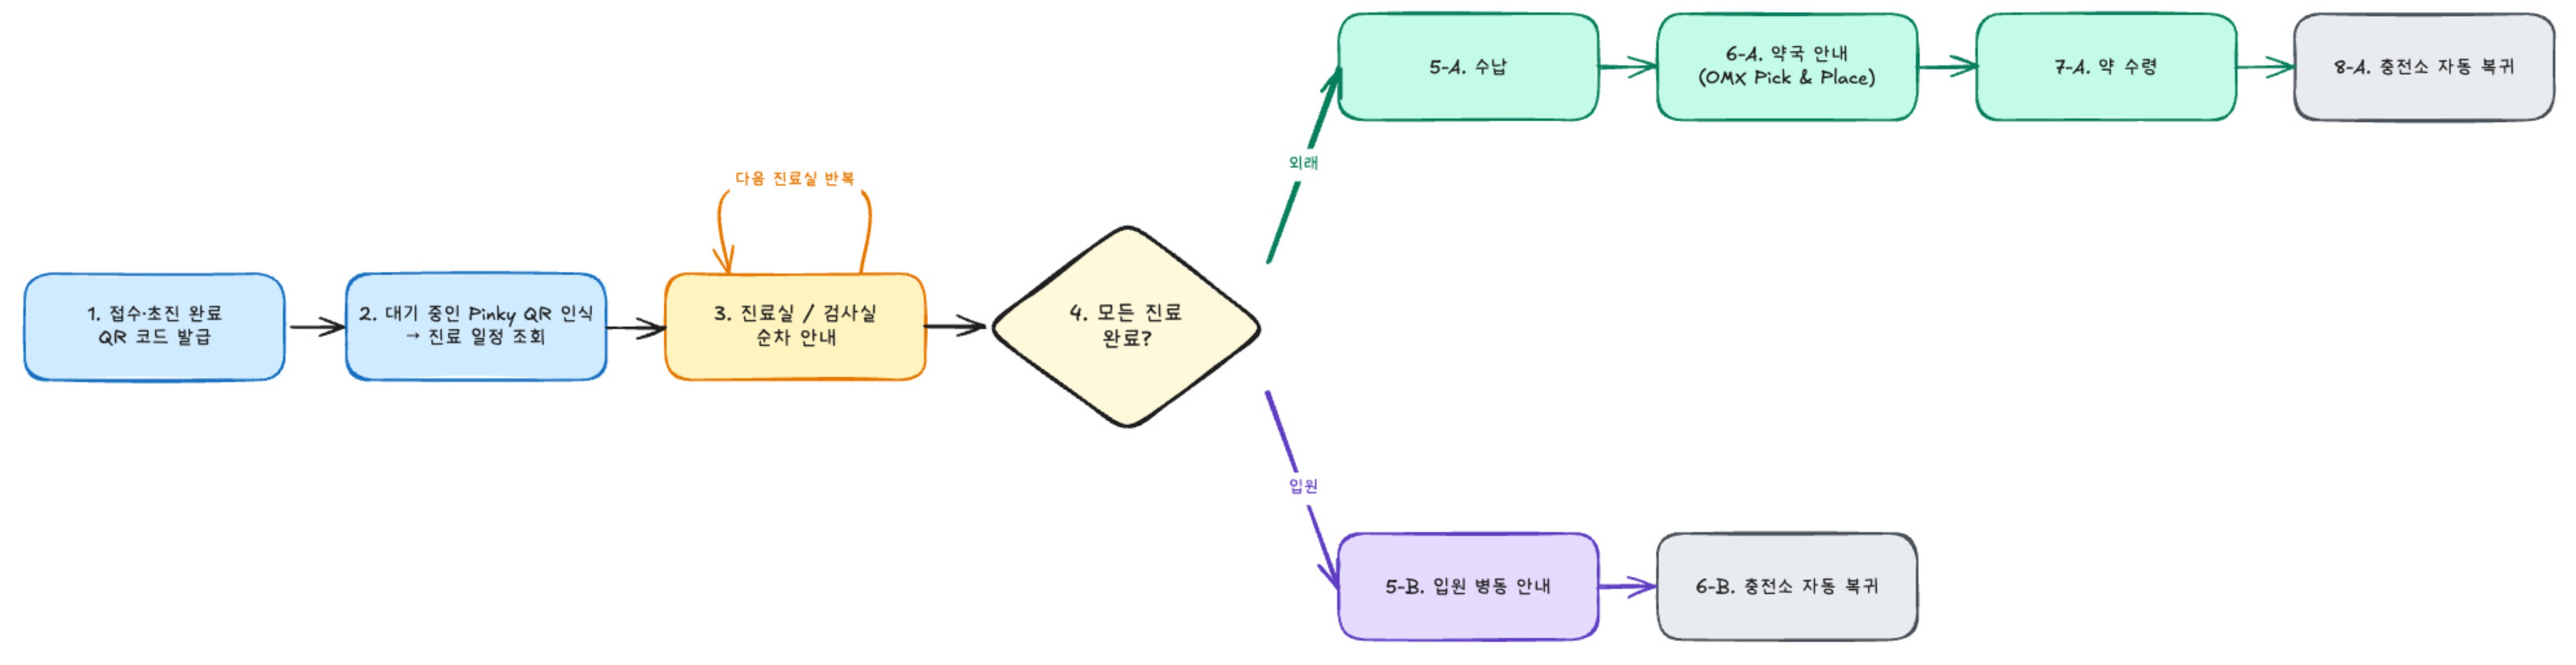 1. 접수·초진 완료
QR 코드 발급
2. 대기 중인 Pinky QR 인식
→ 진료 일정 조회
다음 진료실 반복
3. 진료실 / 검사실
순차 안내
4. 모든 진료
완료?
외래
5-A. 수납
6-A. 약국 안내
(OMX Pick & Place)
7-A. 약 수령
8-A. 충전소 자동 복귀
입원
5-B. 입원 병동 안내
6-B. 충전소 자동 복귀